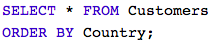 SELECT * FROM Customers
ORDER BY Country;